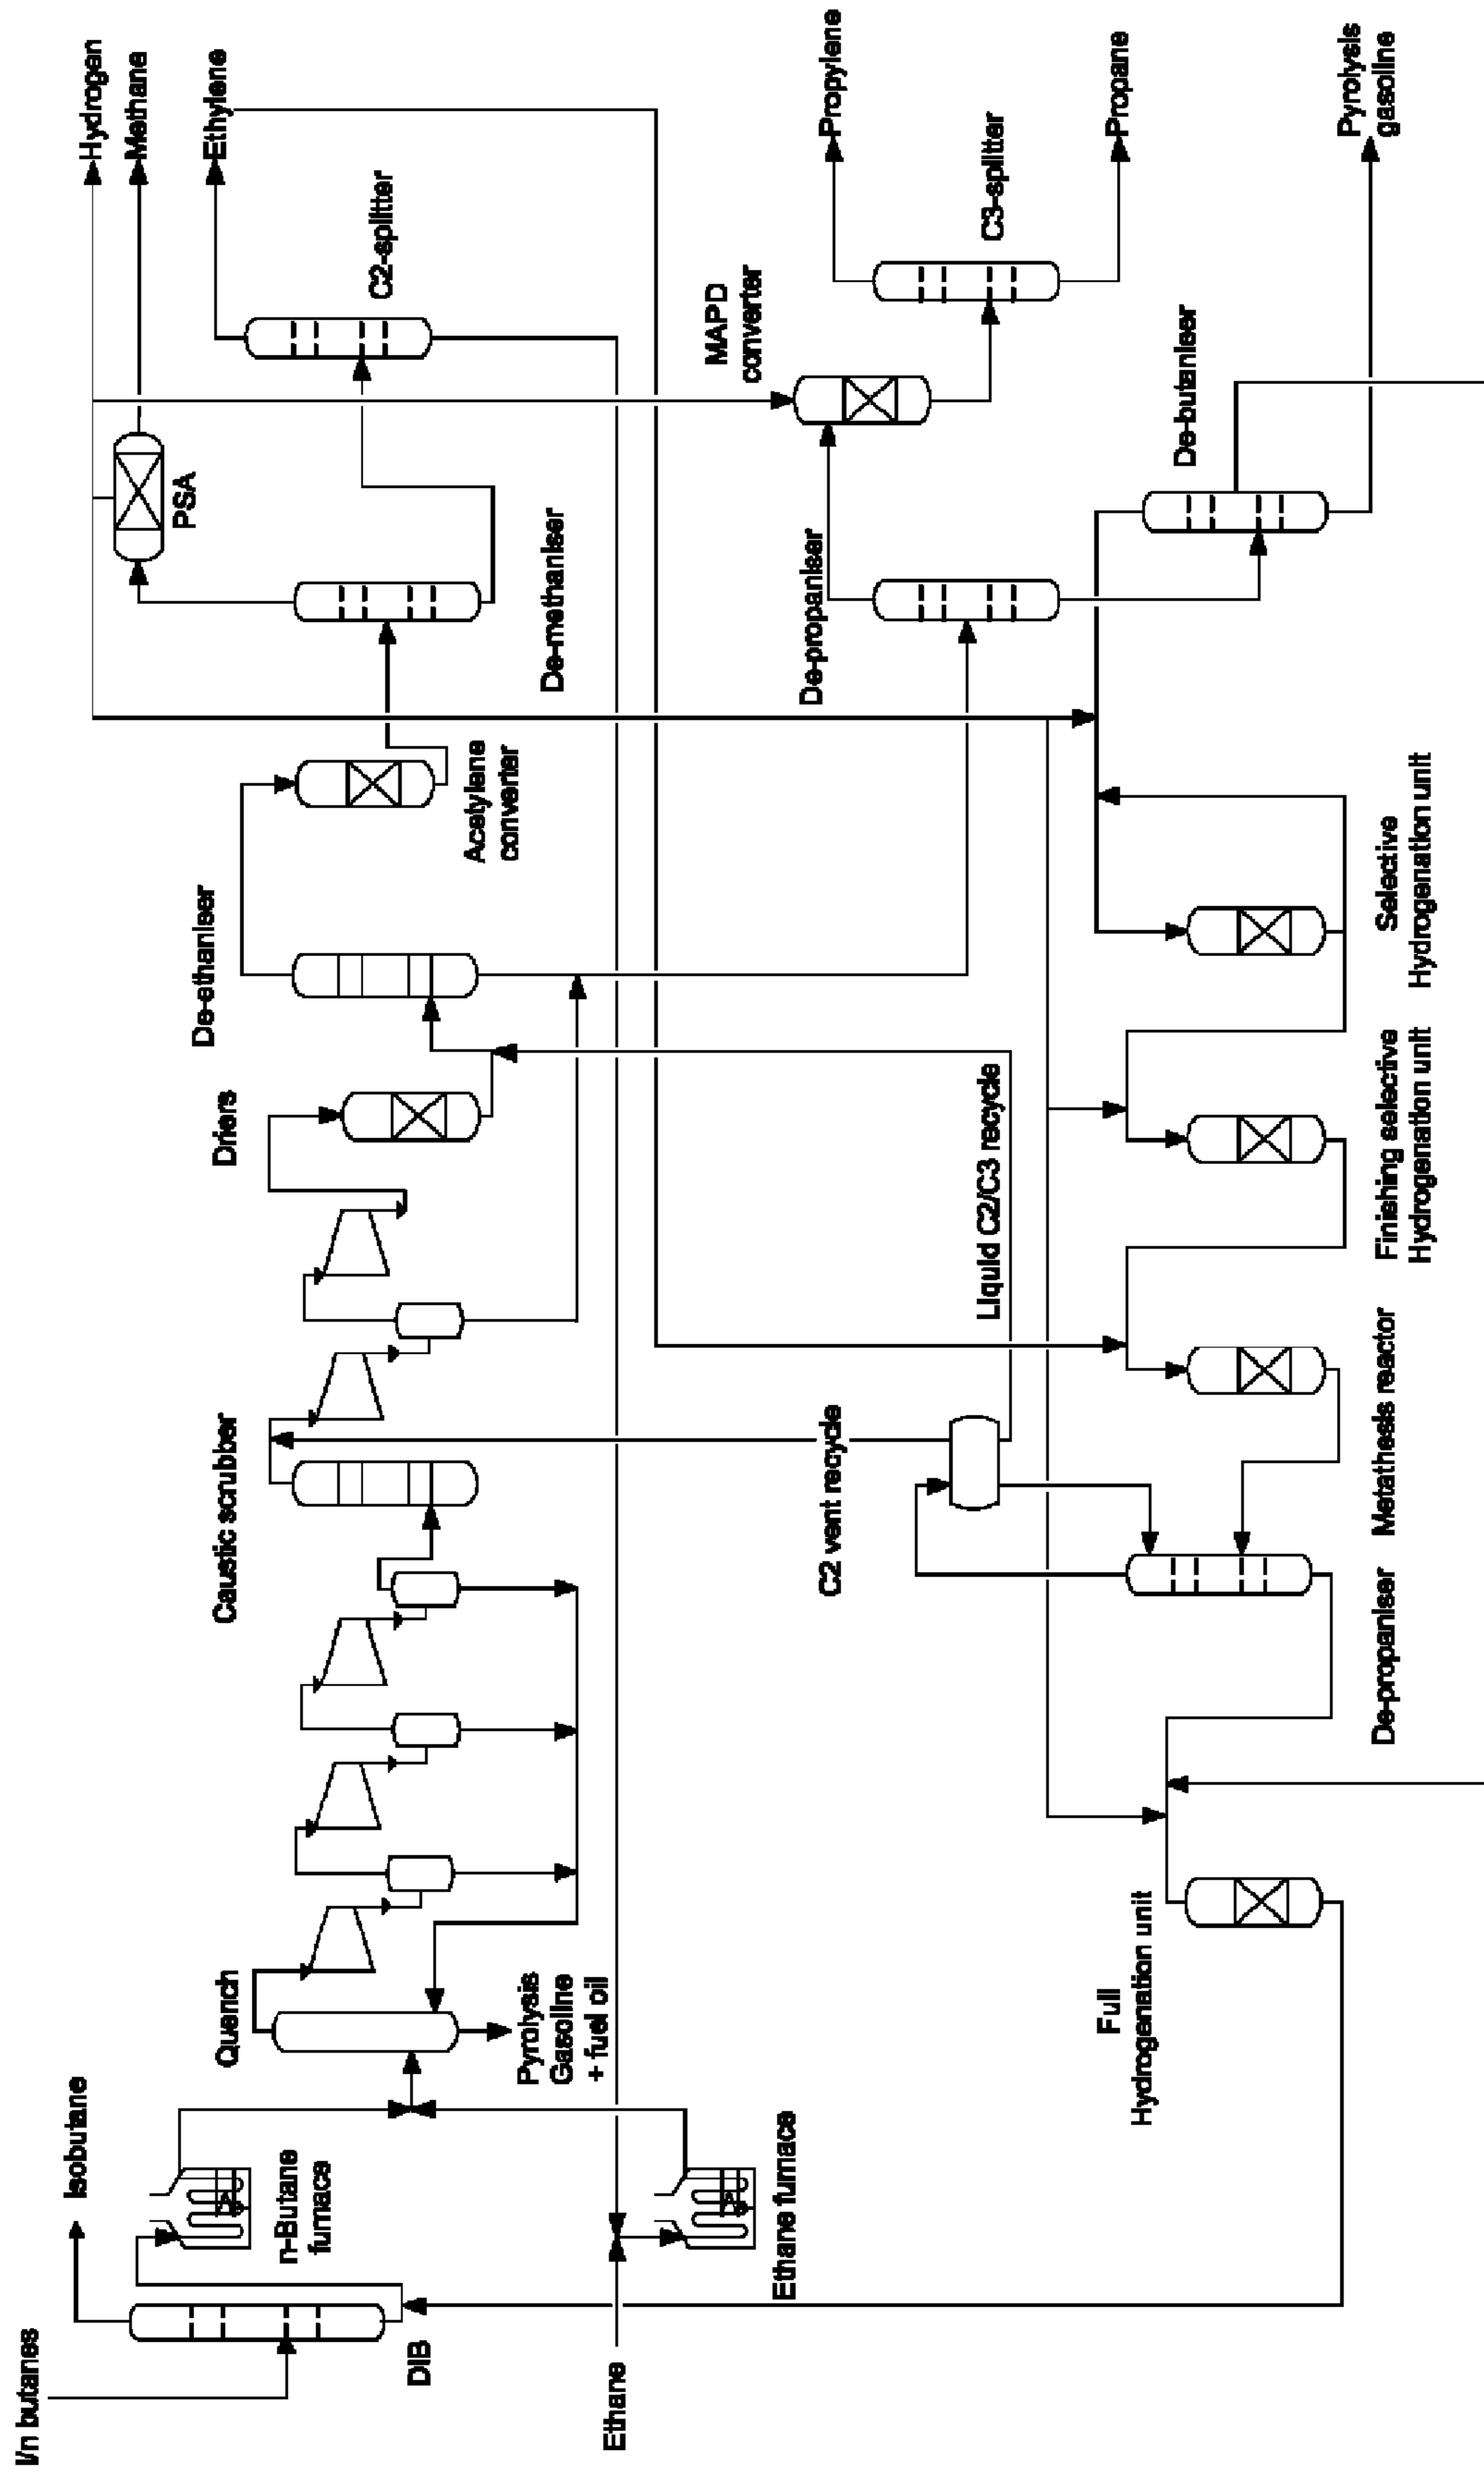 I/n butanes
Isobutane
DIB
n-Butane
furnace
Ethane
Ethane furnace
Quench
Pyrolysis
Gasoline
+ fuel oil
Caustic scrubber
Driers
De-ethaniser
Acetylene
converter
De-methaniser
PSA
C2-splitter
Hydrogen
Methane
Ethylene
C2 vent recycle
Liquid C2/C3 recycle
De-propaniser
MAPD
converter
C3-splitter
Propylene
Propane
De-butaniser
Pyrolysis
gasoline
Full
Hydrogenation unit
De-propaniser
Metathesis reactor
Finishing selective
Hydrogenation unit
Selective
Hydrogenation unit